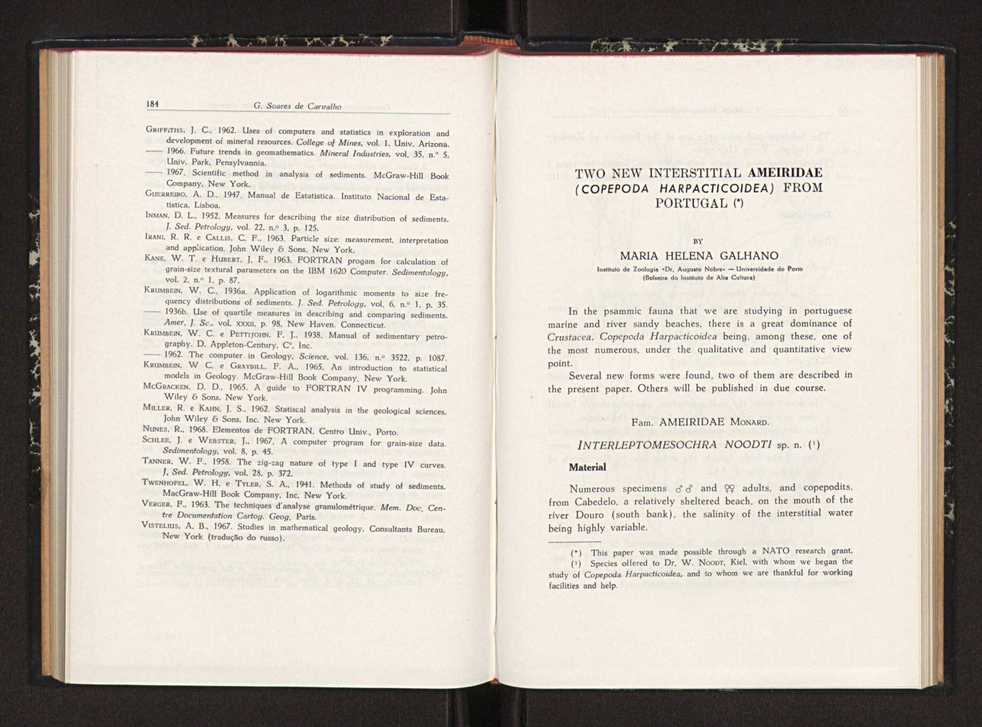 184
G. Soares de Carvalho
GRIFFITHS, J. C., 1962. Uses of computers and statistics in exploration and
development of mineral resources. College of Mines, vol. 1, Univ. Arizona.
—— 1966. Future trends in geomathematics. Mineral Industries, vol. 35, n.º 5,
Univ. Park, Pensylvannia.
—— 1967. Scientific method in analysis of sediments. McGraw-Hill Book
Company, New York.
GUERREIRO, A. D., 1947. Manual de Estatística. Instituto Nacional de Esta-
tística, Lisboa.
INMAN, D. L., 1952. Measures for describing the size distribution of sediments.
J. Sed. Petrology, vol. 22, n.º 3, p. 125.
IRANI, R. R. e CALLIS, C. F., 1963. Particle size: measurement, interpretation
and application. John Wiley & Sons, New York.
KANE, W. T. e HUBERT, J. F., 1963. FORTRAN progam for calculation of
grain-size textural parameters on the IBM 1620 Computer. Sedimentology,
vol. 2, n.º 1, p. 87.
KRUMBEIN, W. C., 1936a. Application of logarithmic moments to size fre-
quency distributions of sediments. J. Sed. Petrology, vol, 6, n.º 1, p. 35.
—— 1936b. Use of quartile measures in describing and comparing sediments.
Amer. J. Sc., vol. XXXII, p. 98, New Haven. Connecticut.
KRUMBEIN, W. C. e PETTIJOHN, F. J., 1938. Manual of sedimentary petro-
graphy. D. Appleton-Century, Cº. Inc.
—— 1962. The computer in Geology, Science, vol. 136, n.º 3522, p. 1087.
KRUMBEIN, W C. e GRAYBILL, F. A., 1965. An introduction to statistical
models in Geology. McGraw-Hill Book Company, New York.
MCGRACKEN, D. D., 1965. A guide to FORTRAN IV programming. John
Wiley & Sons, New York.
MILLER, R. e KAHN, J. S., 1962. Statiscal analysis in the geological sciences.
John Wiley & Sons, Inc. New York.
NUNES, R., 1968. Elementos de FORTRAN, Centro Univ., Porto.
SCHLEE, J. e WEBSTER, J., 1967. A computer program for grain-size data.
Sedimentology, vol. 8, p. 45.
TANNER, W. F., 1958. The zig-zag nature of type I and type IV curves.
J, Sed. Petrology, vol. 28, p. 372.
TWENHOFEL, W. H. e TYLER, S. A., 1941. Methods of study of sediments.
MacGraw-Hill Book Company, Inc, New York.
VERGER, F., 1963. The techniques d'analyse granulométrique. Mem. Doc, Cen-
tre Documentation Cartog. Geog, Paris.
VISTELIUS, A. B., 1967. Studies in mathematical geology, Consultants Bureau,
New York (tradução do russo).
TWO NEW INTERSTITIAL AMEIRIDAE
(COPEPODA HARPACTICOIDEA) FROM
PORTUGAL (*)
BY
MARIA HELENA GALHANO
Instituto de Zoologia «Dr. Augusto Nobre» — Universidade do Porto
(Bolseira do Instituto de Alta Cultura)
In the psammic fauna that we are studying in portuguese
marine and river sandy beaches, there is a great dominance of
Crustacea, Copepoda Harpacticoidea being, among these, one of
the most numerous, under the qualitative and quantitative view
point.
Several new forms were found, two of them are described in
the present paper. Others will be published in due course.
Fam. AMEIRIDAE MONARD.
INTERLEPTOMESOCHRA NOODTI sp. n. (¹)
Material
Numerous specimens ♂♂ and ♀♀ adults, and copepodits,
from Cabedelo, a relatively sheltered beach, on the mouth of the
river Douro (south bank), the salinity of the interstitial water
being highly variable.
(*) This paper was made possible through a NATO research grant.
(¹) Species offered to Dr, W. NOODT, Kiel, with whom we began the
study of Copepoda Harpacticoidea, and to whom we are thankful for working
facilities and help.